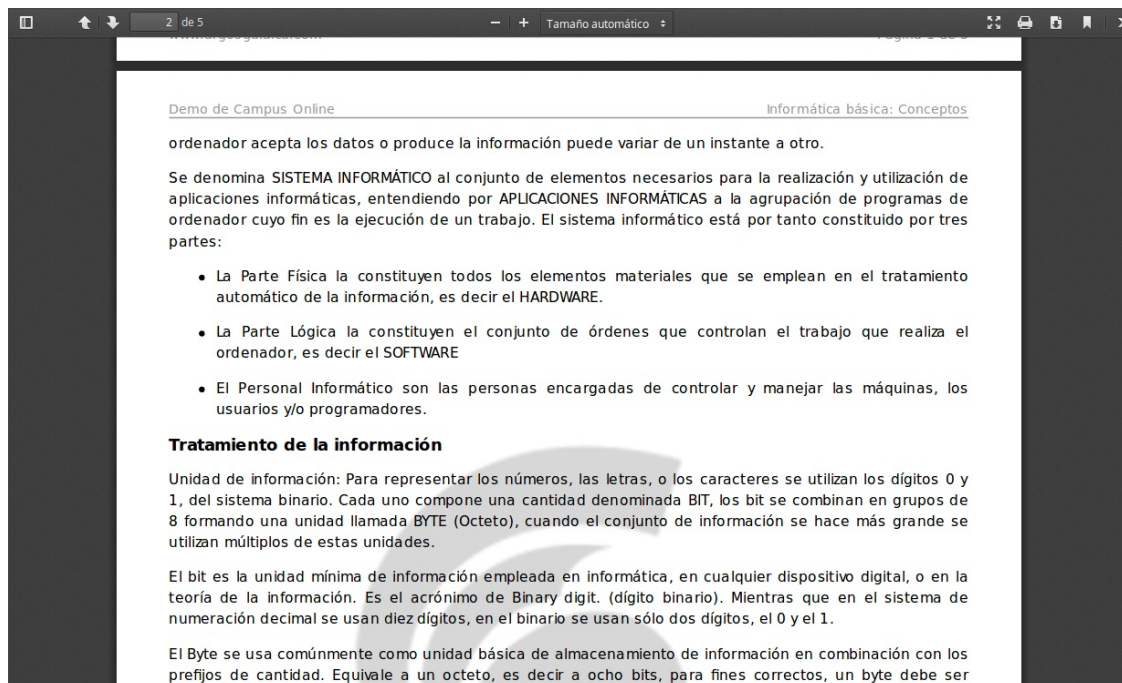 2 de 5
Tamaño automático
Demo de Campus Online
Informática básica: Conceptos
ordenador acepta los datos o produce la información puede variar de un instante a otro.
Se denomina SISTEMA INFORMÁTICO al conjunto de elementos necesarios para la realización y utilización de
aplicaciones informáticas, entendiendo por APLICACIONES INFORMÁTICAS a la agrupación de programas de
ordenador cuyo fin es la ejecución de un trabajo. El sistema informático está por tanto constituido por tres
partes:
• La Parte Física la constituyen todos los elementos materiales que se emplean en el tratamiento
automático de la información, es decir el HARDWARE.
• La Parte Lógica la constituyen el conjunto de órdenes que controlan el trabajo que realiza el
ordenador, es decir el SOFTWARE
• El Personal Informático son las personas encargadas de controlar y manejar las máquinas, los
usuarios y/o programadores.
Tratamiento de la información
Unidad de información: Para representar los números, las letras, o los caracteres se utilizan los dígitos 0 y
1, del sistema binario. Cada uno compone una cantidad denominada BIT, los bit se combinan en grupos de
8 formando una unidad llamada BYTE (Octeto), cuando el conjunto de información se hace más grande se
utilizan múltiplos de estas unidades.
El bit es la unidad mínima de información empleada en informática, en cualquier dispositivo digital, o en la
teoría de la información. Es el acrónimo de Binary digit. (dígito binario). Mientras que en el sistema de
numeración decimal se usan diez dígitos, en el binario se usan sólo dos dígitos, el 0 y el 1.
El Byte se usa comúnmente como unidad básica de almacenamiento de información en combinación con los
prefijos de cantidad. Equivale a un octeto, es decir a ocho bits, para fines correctos, un byte debe ser